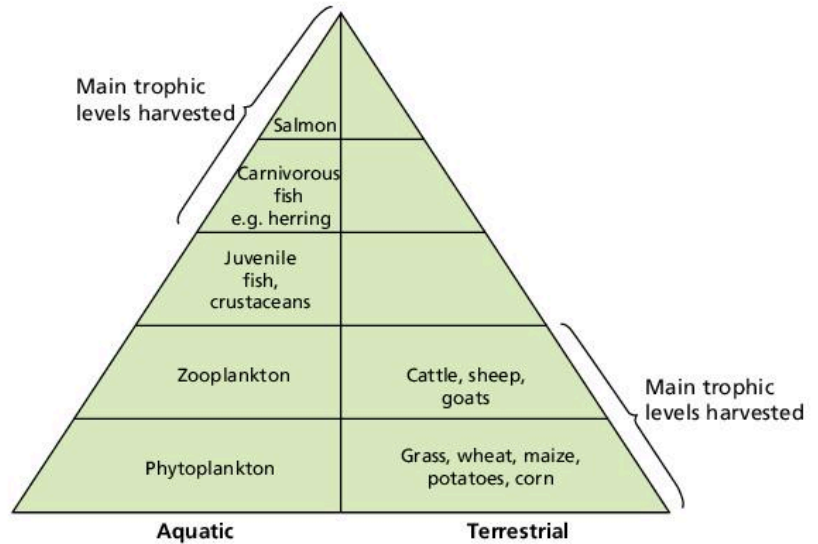 Main trophic
levels harvested
Salmon
Carnivorous
fish
e.g. herring
Juvenile
fish,
crustaceans
Zooplankton
Cattle, sheep,
goats
Main trophic
levels harvested
Phytoplankton
Grass, wheat, maize,
potatoes, corn
Aquatic
Terrestrial